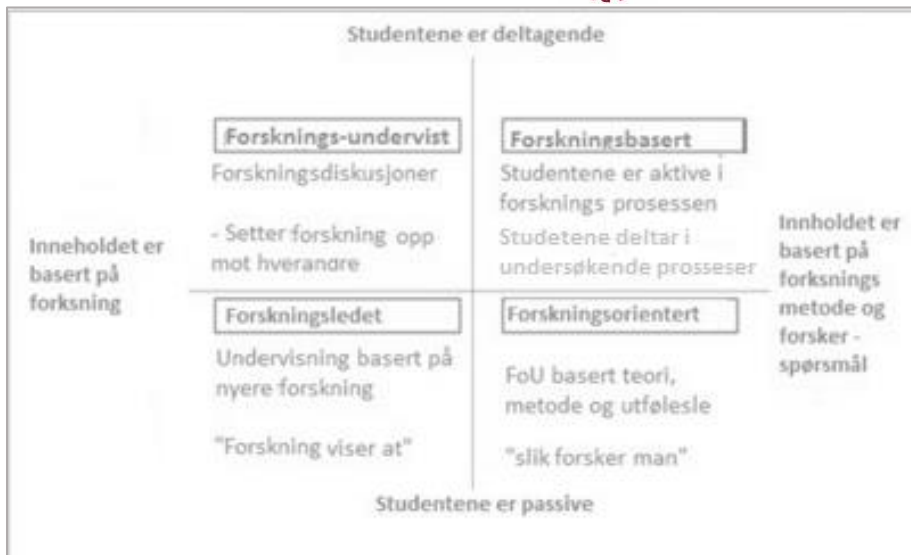 Studentene er deltagende
Forsknings-undervist
Forskningsdiskusjoner
- Setter forskning opp
mot hverandre
Forskningsbasert
Studentene er aktive i
forsknings prosessen
Studetene deltar i
undersøkende prosseser
Inneholdet er
basert på
forksning
Innholdet er
basert på
forksnings
metode og
forsker -
spørsmål
Forskningsledet
Undervisning basert på
nyere forskning
"Forskning viser at"
Forskningsorientert
FoU basert teori,
metode og utfølesle
"slik forsker man"
Studentene er passive